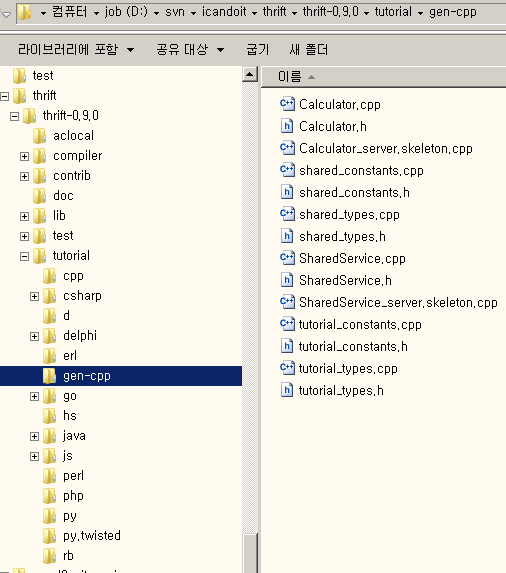 컴퓨터 ▸ job (D:) ▸ svn ▸ icandoit ▸ thrift ▸ thrift-0.9.0 ▸ tutorial ▸ gen-cpp
라이브러리에 포함 공유 대상 굽기 새 폴더
test
thrift
thrift-0.9.0
aclocal
compiler
contrib
doc
lib
test
tutorial
cpp
csharp
d
delphi
erl
gen-cpp
go
hs
java
js
perl
php
py
py.twisted
rb
이름
Calculator.cpp
Calculator.h
Calculator_server.skeleton.cpp
shared_constants.cpp
shared_constants.h
shared_types.cpp
shared_types.h
SharedService.cpp
SharedService.h
SharedService_server.skeleton.cpp
tutorial_constants.cpp
tutorial_constants.h
tutorial_types.cpp
tutorial_types.h